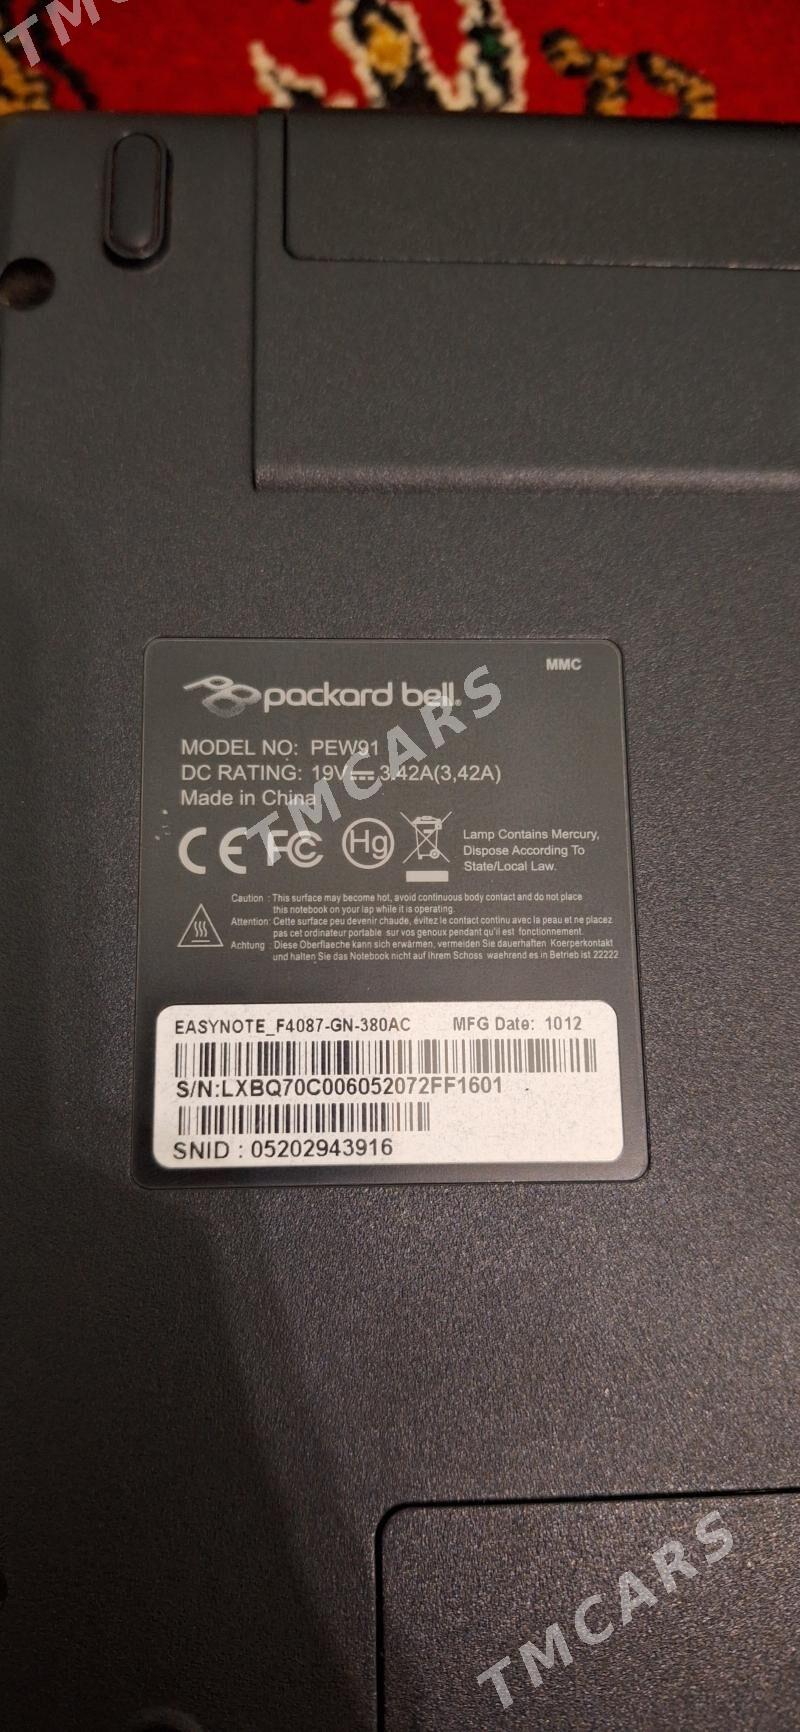 TMCARS
MMC
packard bell.
MODEL NO: PEW91
DC RATING: 19V⎓3.42A(3,42A)
Made in China
CE FC Hg
Lamp Contains Mercury,
Dispose According To
State/Local Law.
Caution : This surface may become hot, avoid continuous body contact and do not place
this notebook on your lap while it is operating.
Attention: Cette surface peu devenir chaude, évitez le contact continu avec la peau et ne placez
pas cet ordinateur portable sur vos genoux pendant qu'il est fonctionnement.
Achtung : Diese Oberflaeche kann sich erwärmen, vermeiden Sie dauerhaften Koerperkontakt
und halten Sie das Notebook nicht auf Ihrem Schoss waehrend es in Betrieb ist 22222
TMCARS
EASYNOTE_F4087-GN-380AC MFG Date: 1012
S/N:LXBQ70C006052072FF1601
SNID : 05202943916
TMCARS